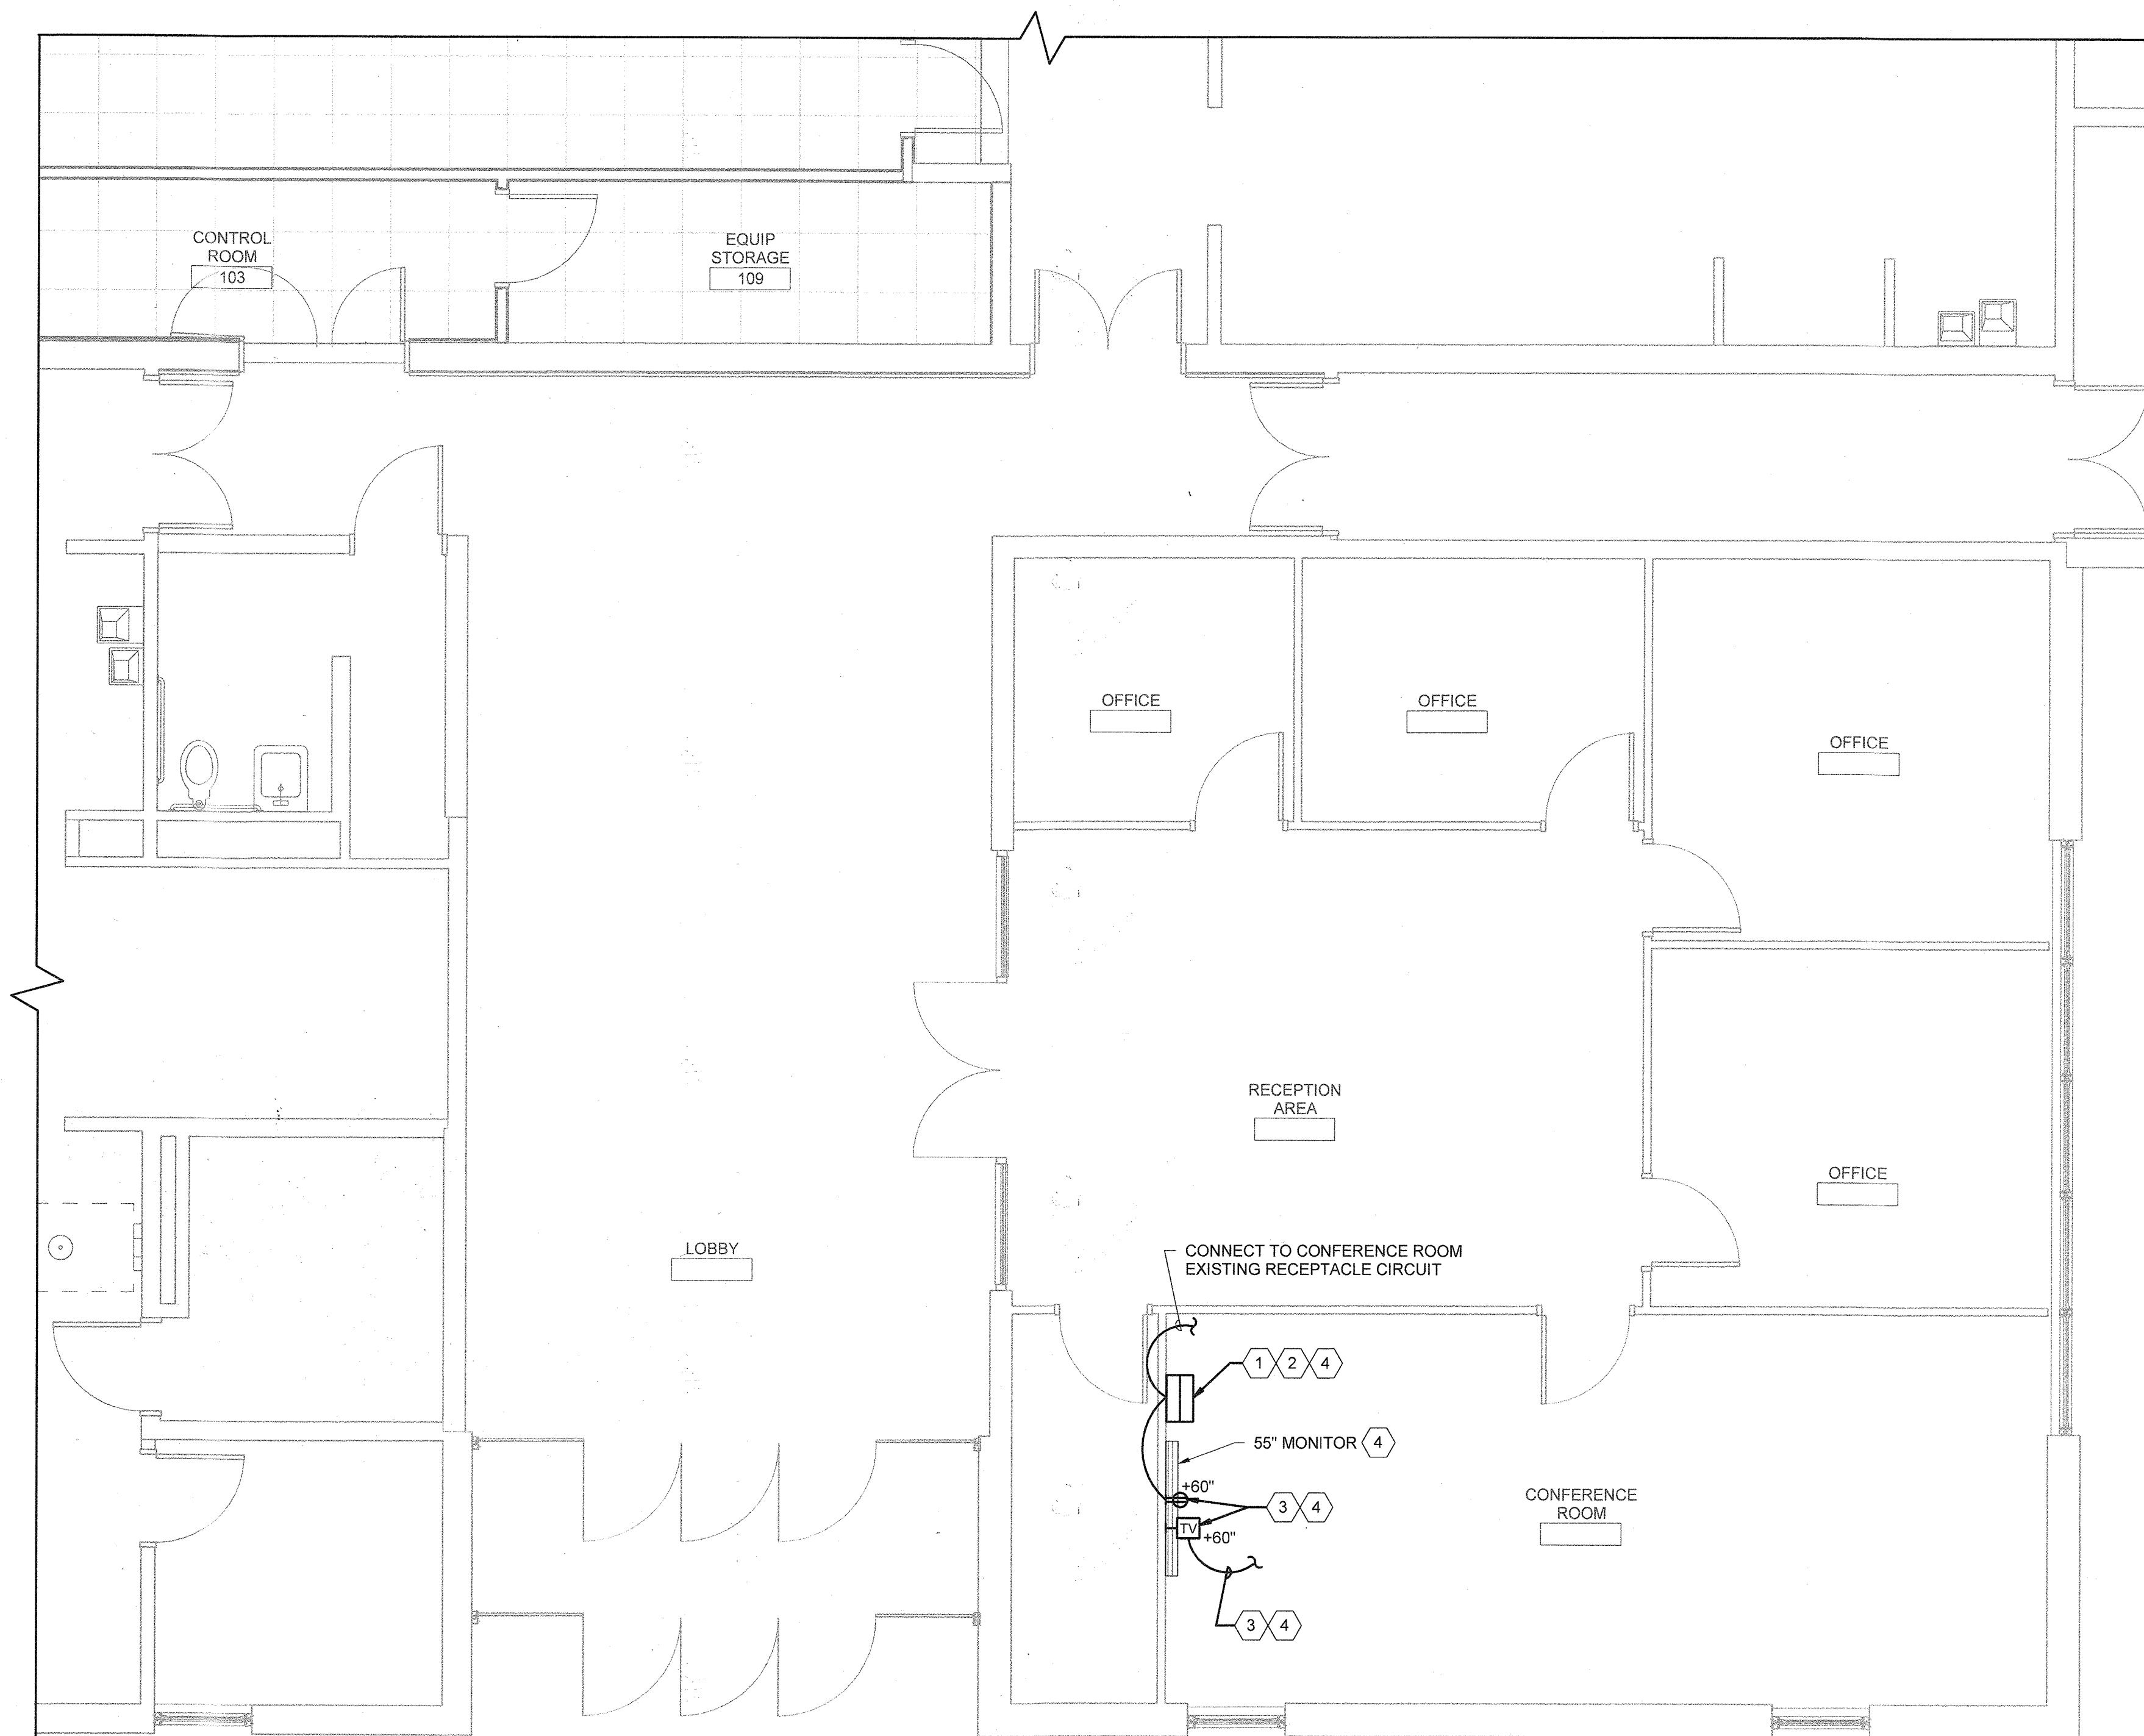 CONTROL
ROOM
103
EQUIP
STORAGE
109
OFFICE
OFFICE
OFFICE
RECEPTION
AREA
OFFICE
LOBBY
CONNECT TO CONFERENCE ROOM
EXISTING RECEPTACLE CIRCUIT
1 2 4
55" MONITOR 4
+60"
3 4
TV
+60"
CONFERENCE
ROOM
3 4